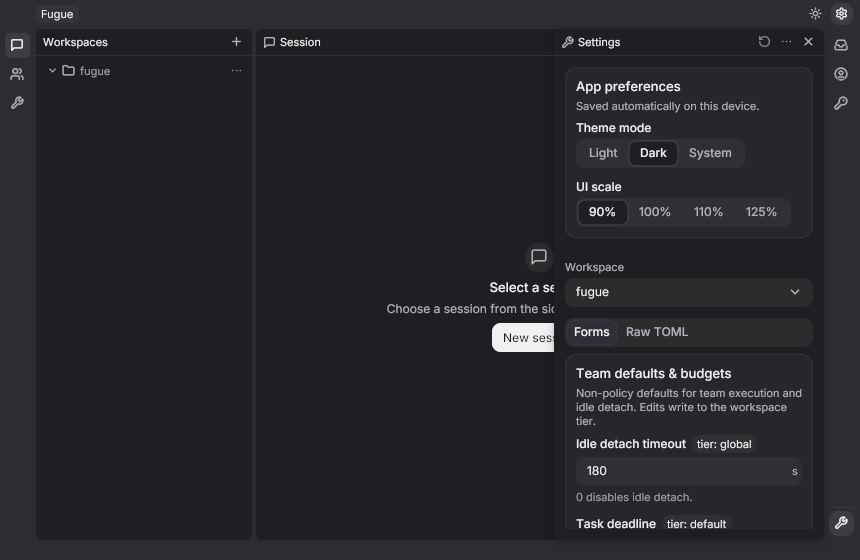 Fugue
Workspaces
fugue
Session
Select a se
Choose a session from the sid
New sess
Settings
App preferences
Saved automatically on this device.
Theme mode
Light Dark System
UI scale
90% 100% 110% 125%
Workspace
fugue
Forms Raw TOML
Team defaults & budgets
Non-policy defaults for team execution and
idle detach. Edits write to the workspace
tier.
Idle detach timeout tier: global
180 s
0 disables idle detach.
Task deadline tier: default